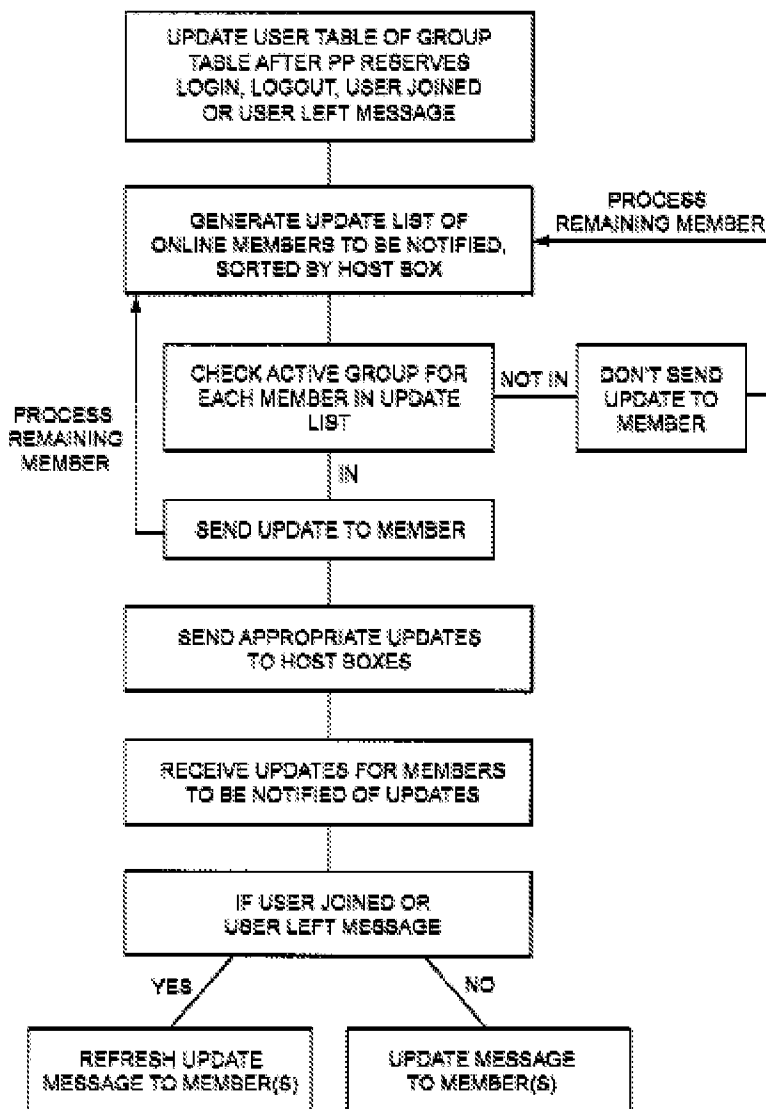 UPDATE USER TABLE OF GROUP
TABLE AFTER PP RESERVES
LOGIN, LOGOUT, USER JOINED
OR USER LEFT MESSAGE
GENERATE UPDATE LIST OF
ONLINE MEMBERS TO BE NOTIFIED,
SORTED BY HOST BOX
PROCESS
REMAINING MEMBER
CHECK ACTIVE GROUP FOR
EACH MEMBER IN UPDATE
LIST
NOT IN
DON'T SEND
UPDATE TO
MEMBER
PROCESS
REMAINING
MEMBER
IN
SEND UPDATE TO MEMBER
SEND APPROPRIATE UPDATES
TO HOST BOXES
RECEIVE UPDATES FOR MEMBERS
TO BE NOTIFIED OF UPDATES
IF USER JOINED OR
USER LEFT MESSAGE
YES
NO
REFRESH UPDATE
MESSAGE TO MEMBER(S)
UPDATE MESSAGE
TO MEMBER(S)